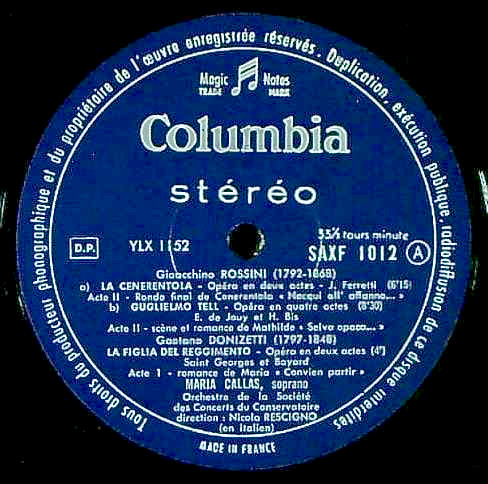 Tous droits du producteur phonographique et du propriétaire de l'œuvre enregistrée réservés. Duplication, exécution publique, radiodiffusion de ce disque interdites
Magic Notes
TRADE MARK
Columbia
stéréo
33⅓ tours minute
D.P. YLX 1152 SAXF 1012 A
Gioacchino ROSSINI (1792-1868)
a) LA CENERENTOLA - Opéra en deux actes - J. Ferretti (6'15)
Acte II - Rondo final de Cenerentola « Nacqui all' affanno... »
b) GUGLIELMO TELL - Opéra en quatre actes (8'30)
E. de Jouy et H. Bis
Acte II - scène et romance de Mathilde « Selva opaca... »
Gaetano DONIZETTI (1797-1848)
LA FIGLIA DEL REGGIMENTO - Opéra en deux actes (4')
Saint Georges et Bayard
Acte 1 - romance de Maria « Convien partir »
MARIA CALLAS, soprano
Orchestre de la Société
des Concerts du Conservatoire
direction : Nicola RESCIGNO
(en Italien)
MADE IN FRANCE